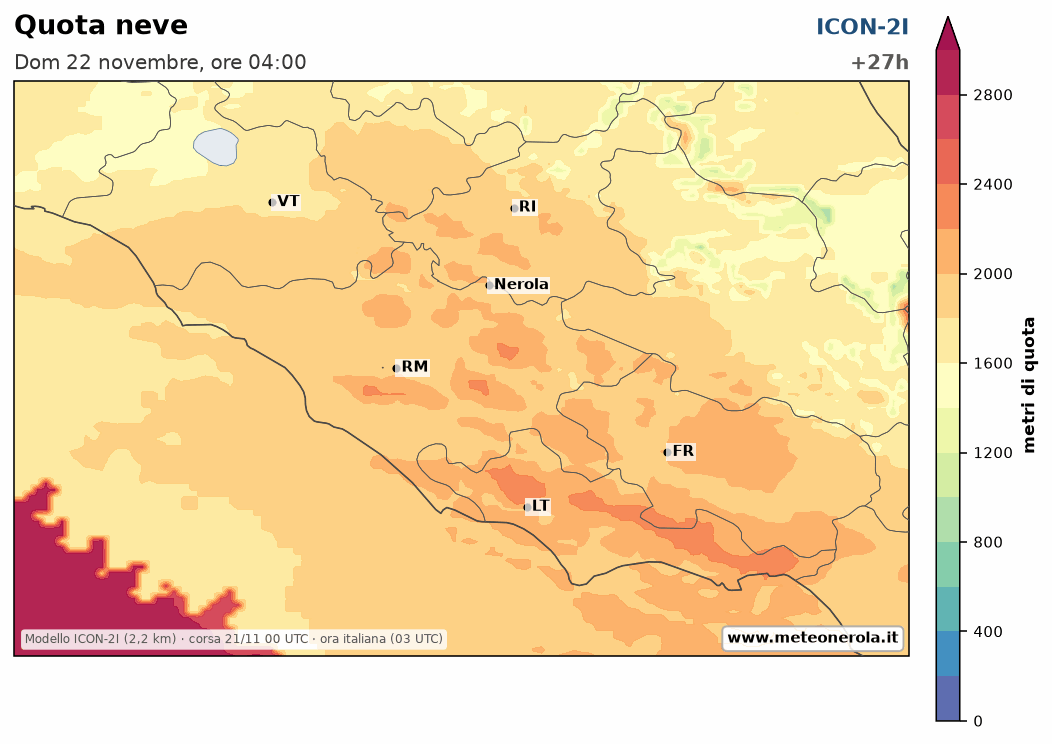 Quota neve
ICON-2I
Dom 22 novembre, ore 04:00
+27h
VT
RI
Nerola
RM
FR
LT
Modello ICON-2I (2,2 km) · corsa 21/11 00 UTC · ora italiana (03 UTC)
www.meteonerola.it
2800
2400
2000
1600
1200
800
400
0
metri di quota